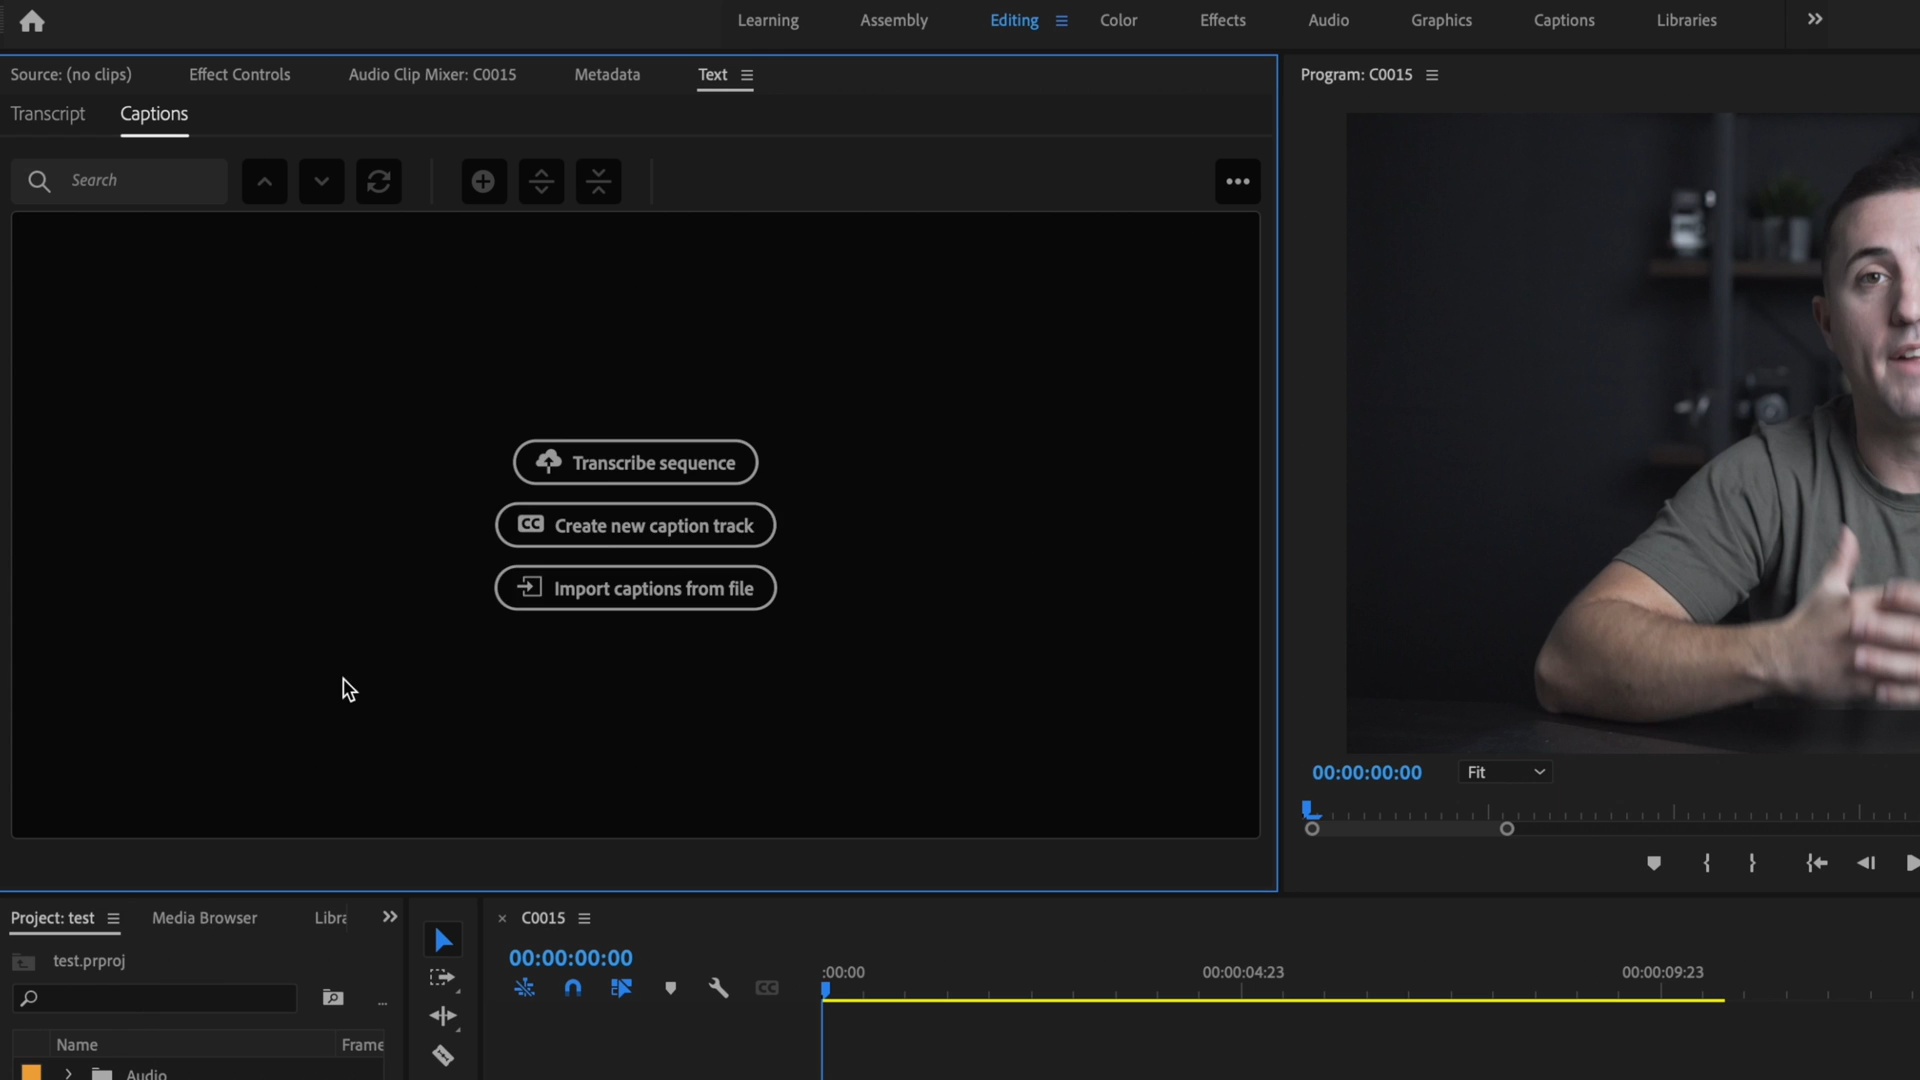 Learning Assembly Editing Color Effects Audio Graphics Captions Libraries
Source: (no clips) Effect Controls Audio Clip Mixer: C0015 Metadata Text
Program: C0015
Transcript Captions
Search
Transcribe sequence
CC Create new caption track
Import captions from file
00:00:00:00 Fit
Project: test Media Browser Libra
C0015
test.prproj
00:00:00:00
:00:00 00:00:04:23 00:00:09:23
CC
Name Frame
Audio